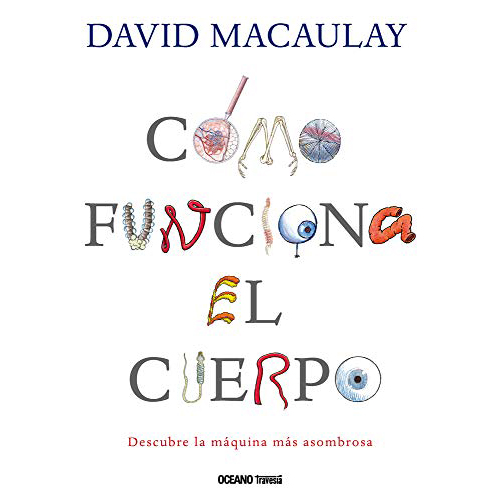 DAVID MACAULAY
CÓMO
FUNCIONA
EL
CUERPO
Descubre la máquina más asombrosa
OCEANO Travesía